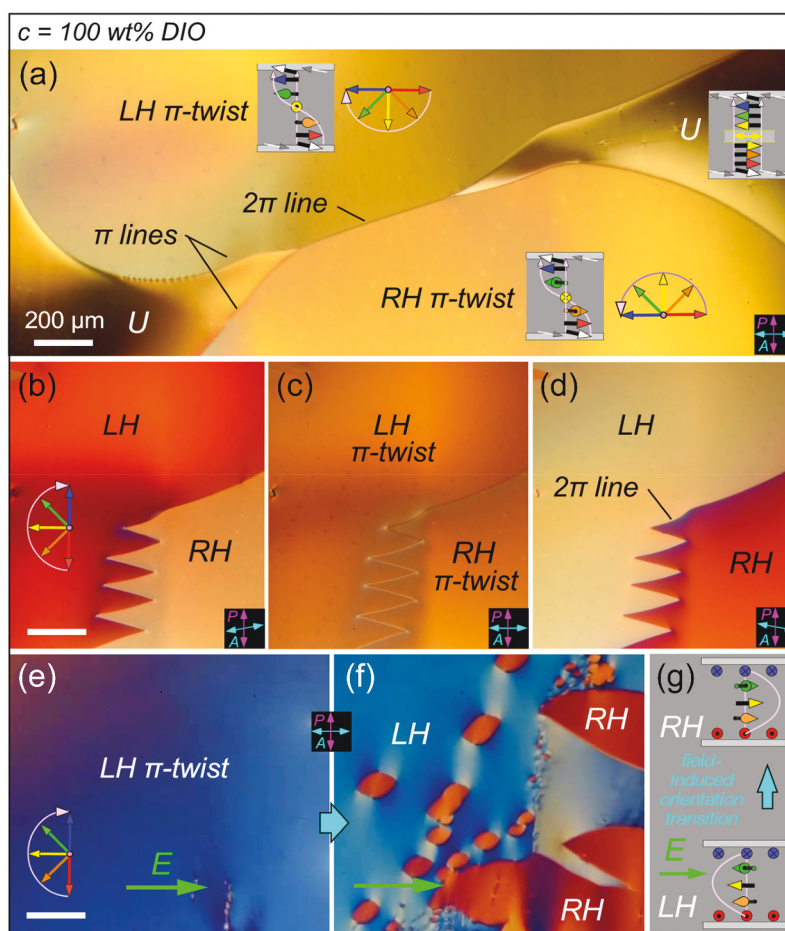 c = 100 wt% DIO
(a)
LH π-twist
U
2π line
π lines
RH π-twist
200 μm
U
P
A
(b)
LH
RH
P
A
(c)
LH
π-twist
RH
π-twist
P
A
(d)
LH
2π line
RH
P
A
(e)
LH π-twist
E
P
A
(f)
LH
RH
RH
(g)
RH
field-
induced
orientation
transition
E
LH